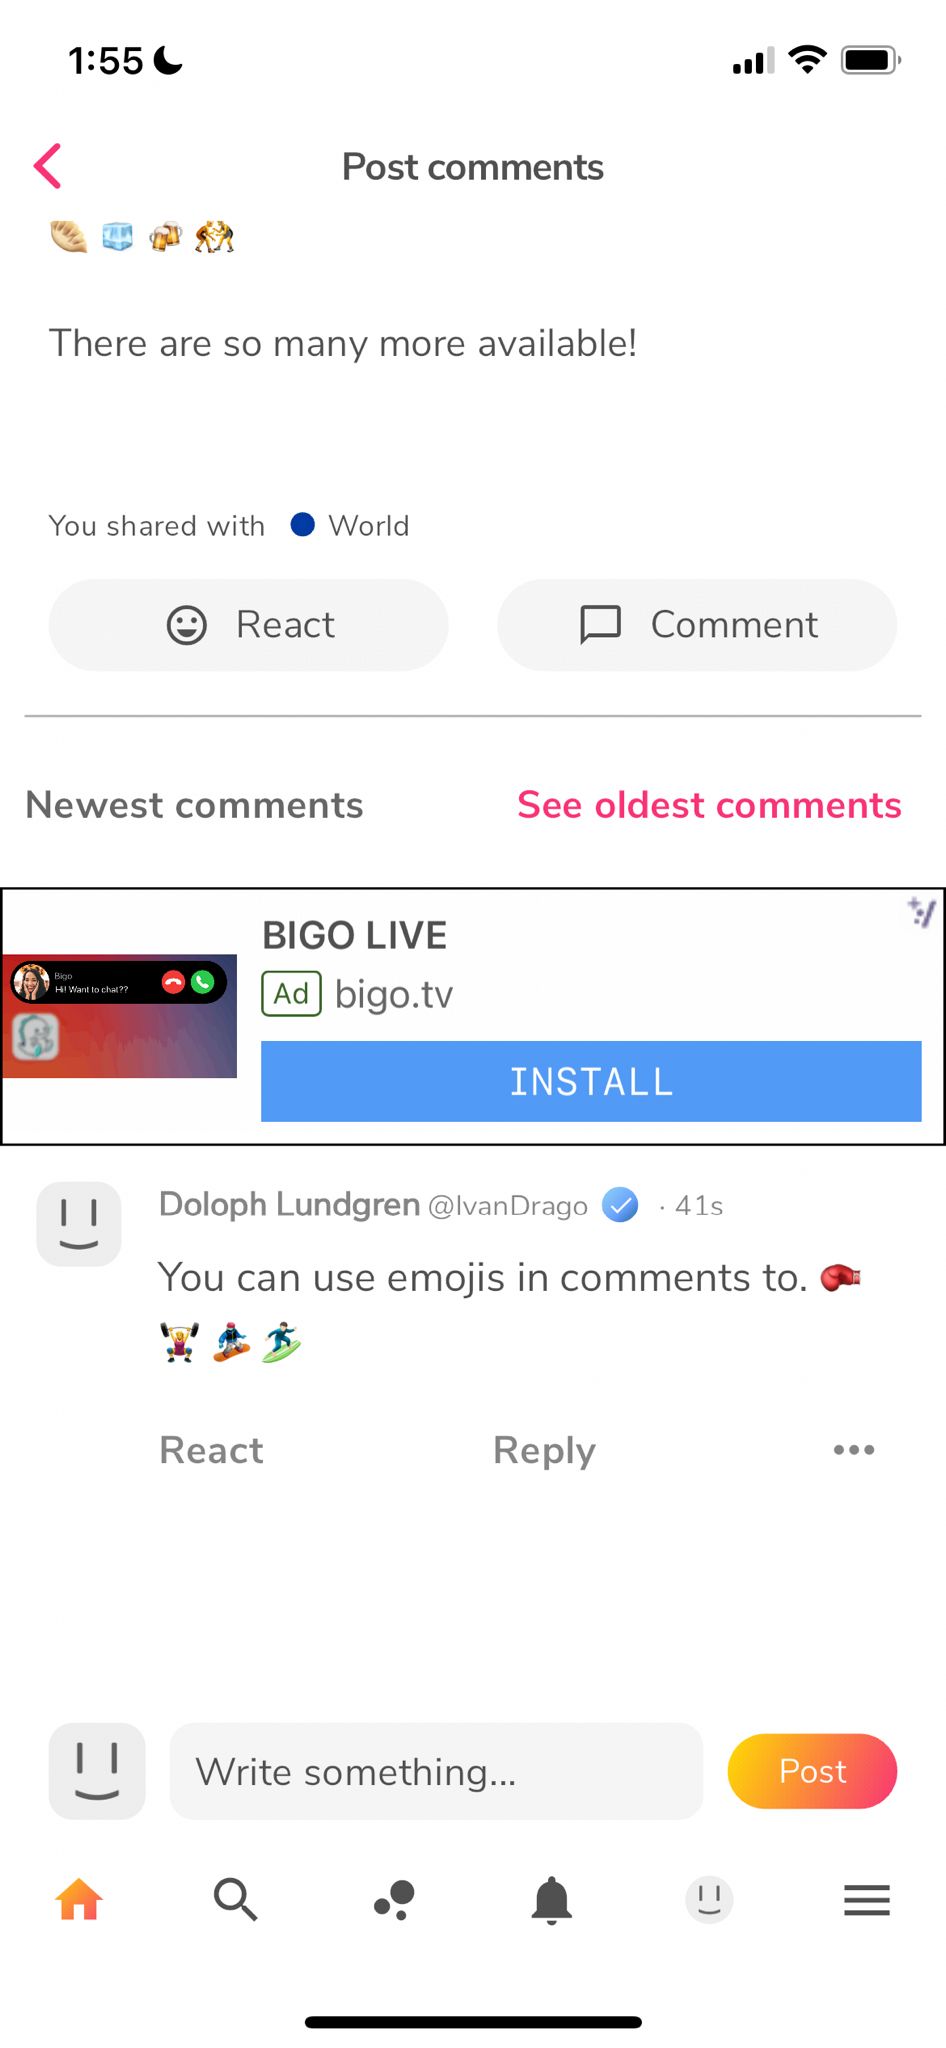 1:55
Post comments
🥟 🧊 🍻 🤼
There are so many more available!
You shared with World
React Comment
Newest comments See oldest comments
BIGO LIVE
Bigo
Hi! Want to chat??
Ad bigo.tv
INSTALL
Doloph Lundgren @IvanDrago · 41s
You can use emojis in comments to. 🥊
🏋️ 🏂 🏄
React Reply •••
Write something... Post